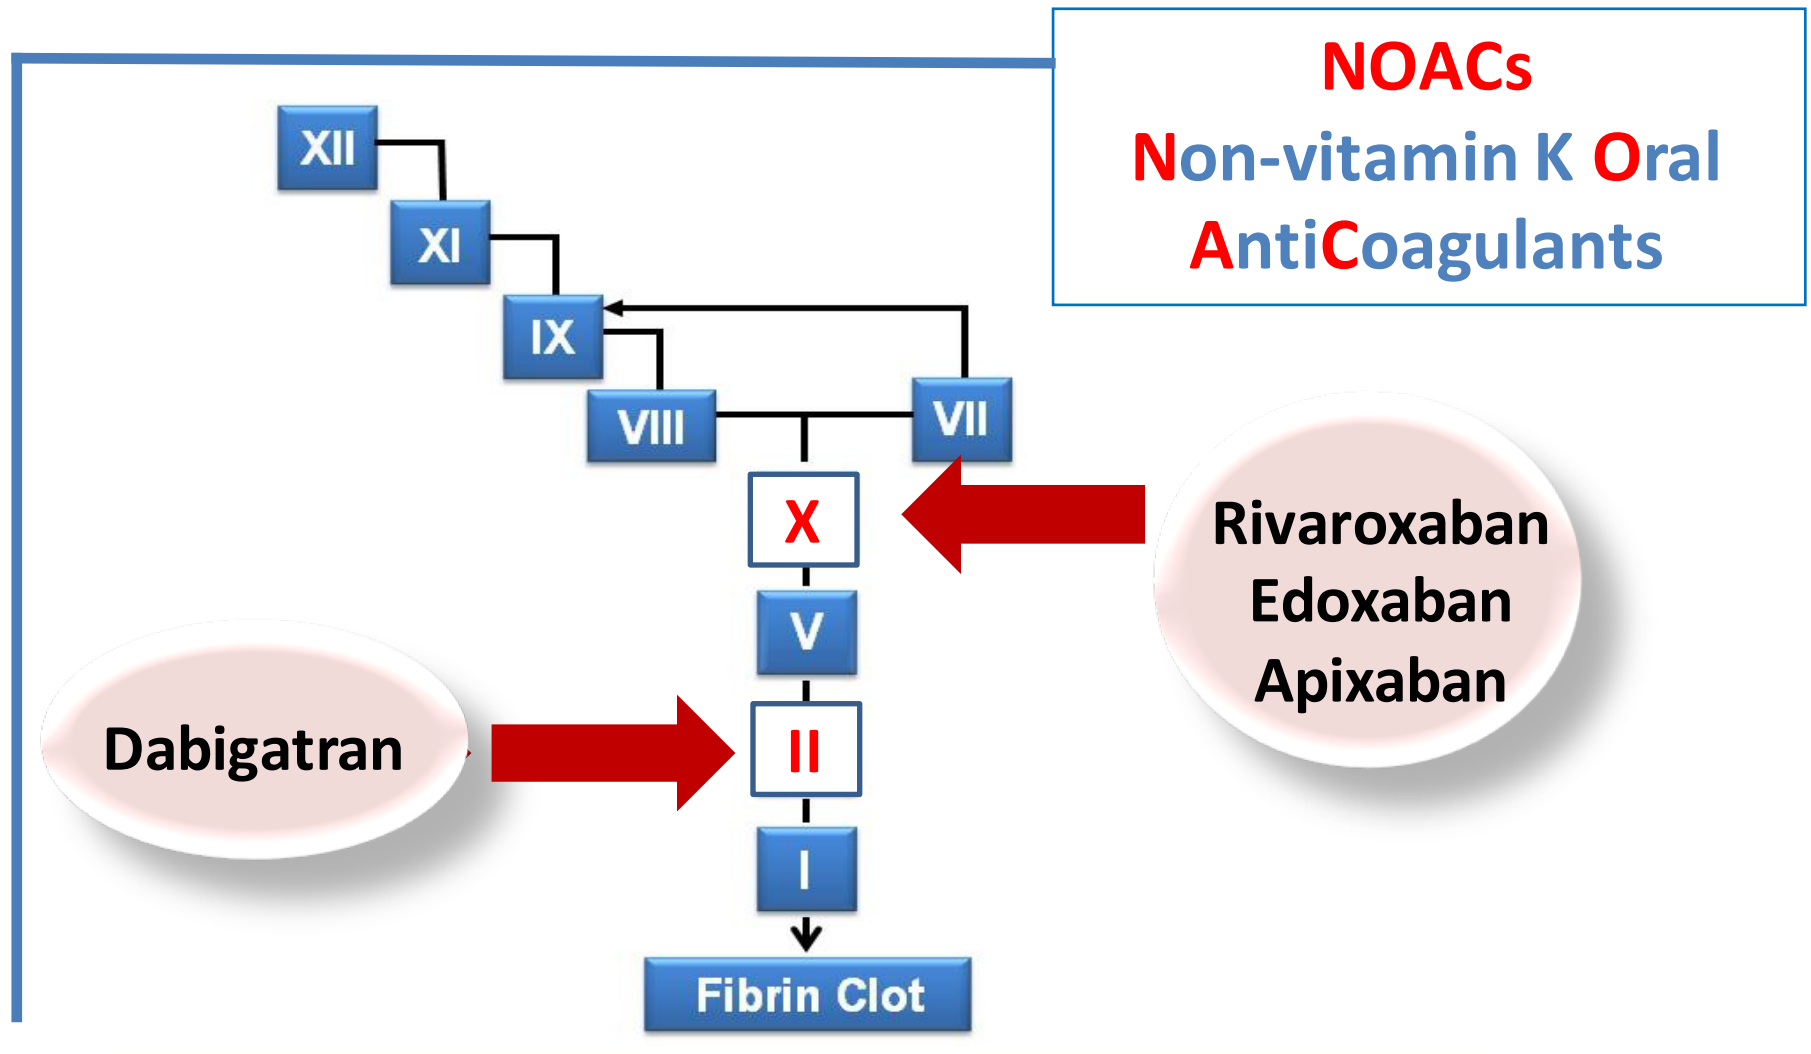 NOACs
Non-vitamin K Oral
AntiCoagulants
XII
XI
IX
VIII
VII
X
Rivaroxaban
Edoxaban
Apixaban
V
Dabigatran
II
I
Fibrin Clot